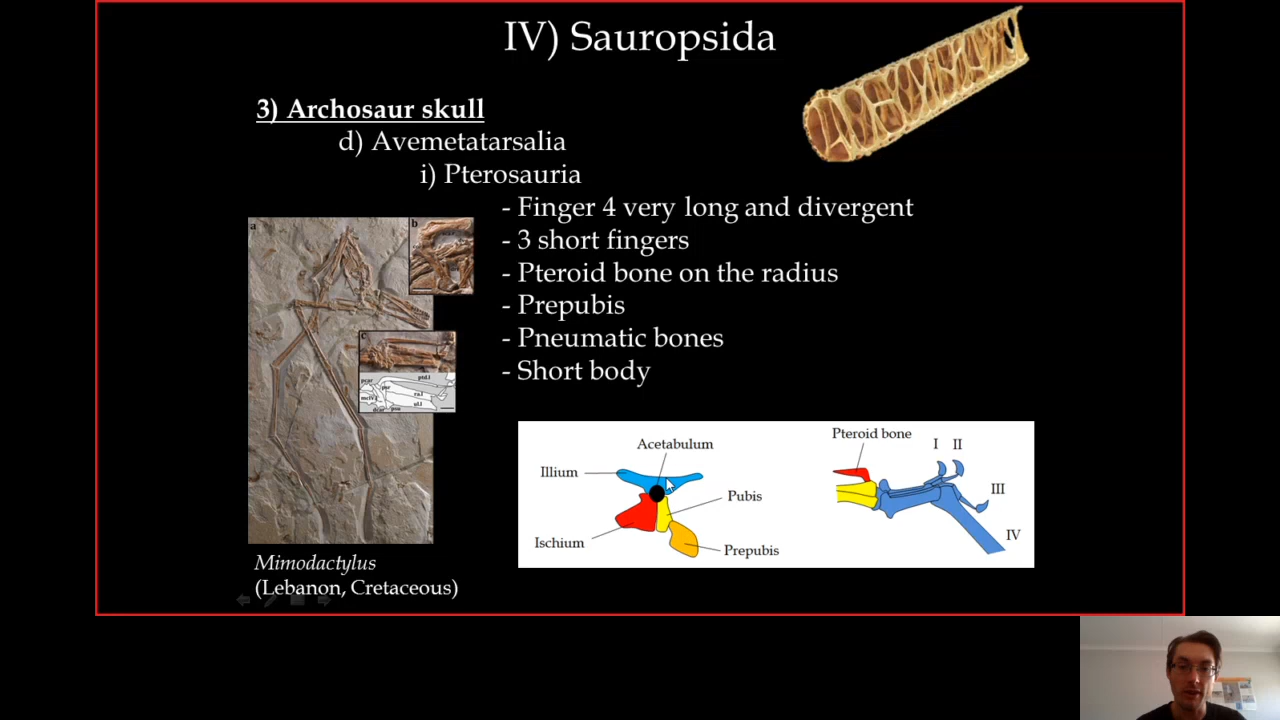 IV) Sauropsida
3) Archosaur skull
d) Avemetatarsalia
i) Pterosauria
- Finger 4 very long and divergent
- 3 short fingers
- Pteroid bone on the radius
- Prepubis
- Pneumatic bones
- Short body
a
b
c
Mimodactylus
(Lebanon, Cretaceous)
Acetabulum
Illium
Pubis
Ischium
Prepubis
Pteroid bone
I II
III
IV